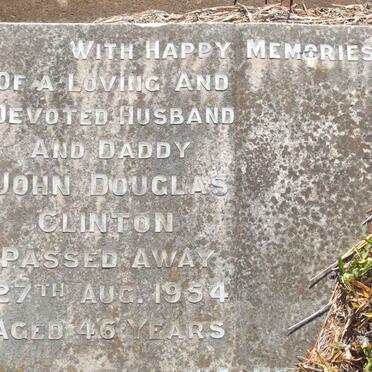 WITH HAPPY MEMORIES
OF A LOVING AND
DEVOTED HUSBAND
AND DADDY
JOHN DOUGLAS
CLINTON
PASSED AWAY
27TH AUG. 1954
AGED 46 YEARS